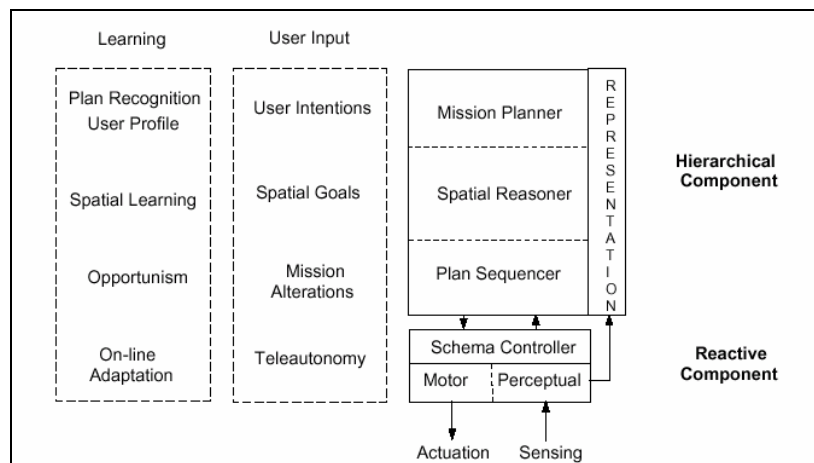 Learning
User Input
Plan Recognition
User Profile
Spatial Learning
Opportunism
On-line
Adaptation
User Intentions
Spatial Goals
Mission
Alterations
Teleautonomy
Mission Planner
Spatial Reasoner
Plan Sequencer
REPRESENTATION
Schema Controller
Motor
Perceptual
Actuation
Sensing
Hierarchical
Component
Reactive
Component